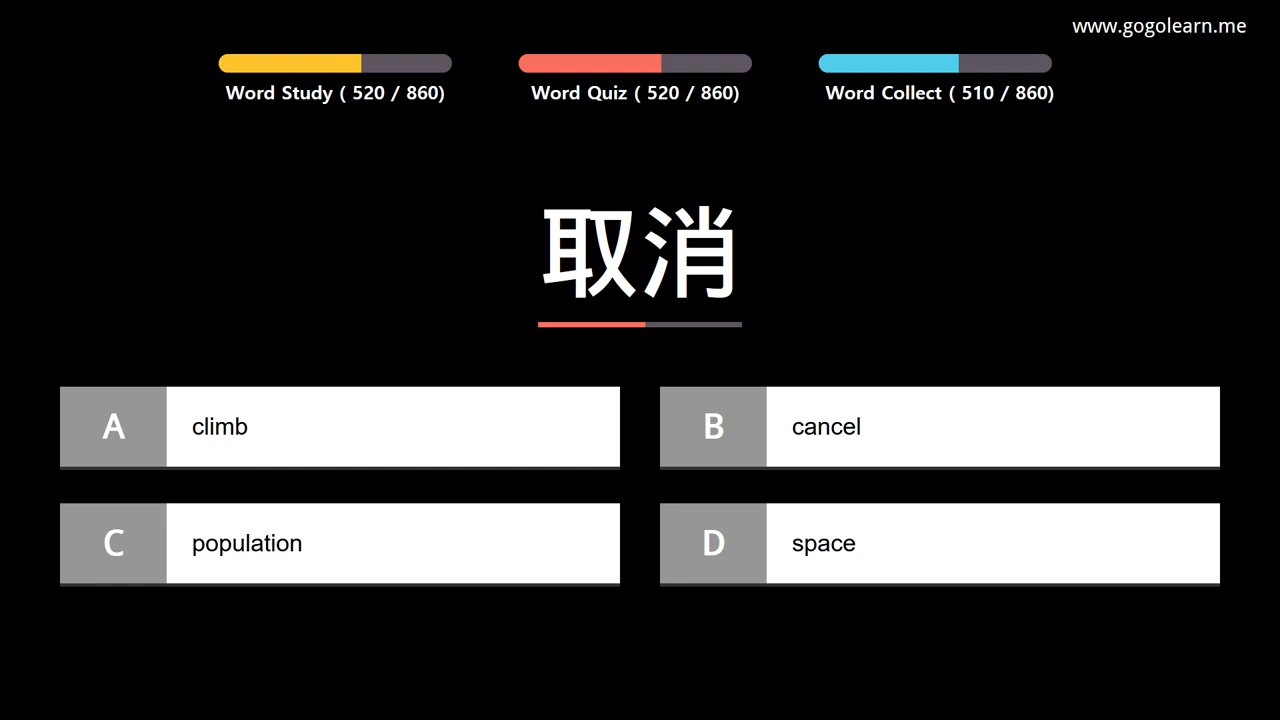 www.gogolearn.me
Word Study ( 520 / 860)
Word Quiz ( 520 / 860)
Word Collect ( 510 / 860)
取消
A climb
B cancel
C population
D space